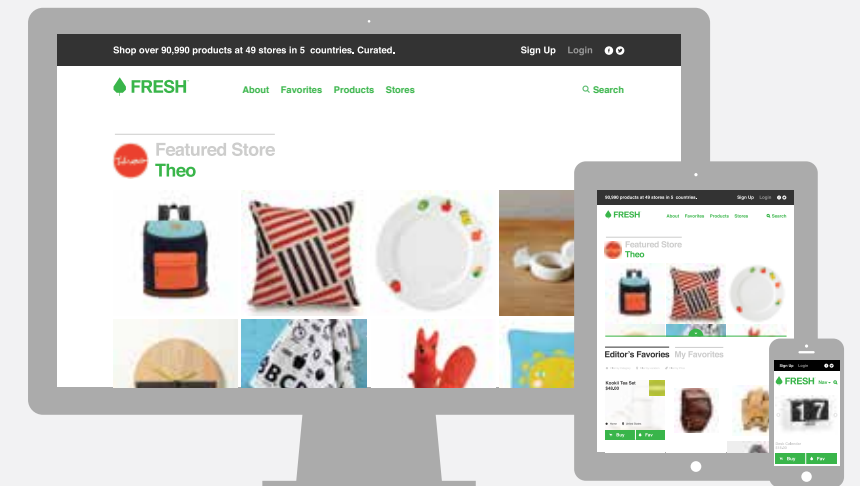 Shop over 90,990 products at 49 stores in 5 countries. Curated.
Sign Up Login
FRESH
About Favorites Products Stores
Search
Featured Store
Theo
ABCD
90,990 products at 49 stores in 5 countries.
Sign Up Login
FRESH
About Favorites Products Stores
Search
Featured Store
Theo
Editor's Favories My Favorites
Kookii Tea Set
$48.00
Buy Fav
Sign Up Login
FRESH
17
Buy Fav